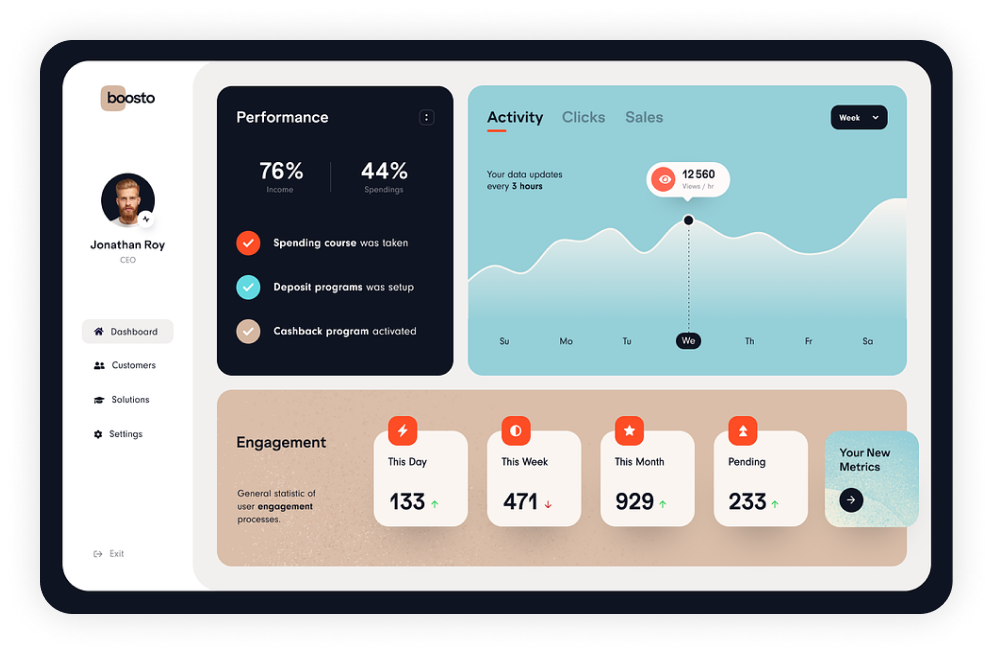 boosto
Jonathan Roy
CEO
Dashboard
Customers
Solutions
Settings
Exit
Performance
76%
Income
44%
Spendings
Spending course was taken
Deposit programs was setup
Cashback program activated
Activity
Clicks
Sales
Week
Your data updates
every 3 hours
12 560
Views / hr
Su
Mo
Tu
We
Th
Fr
Sa
Engagement
General statistic of
user engagement
processes.
This Day
133
This Week
471
This Month
929
Pending
233
Your New
Metrics